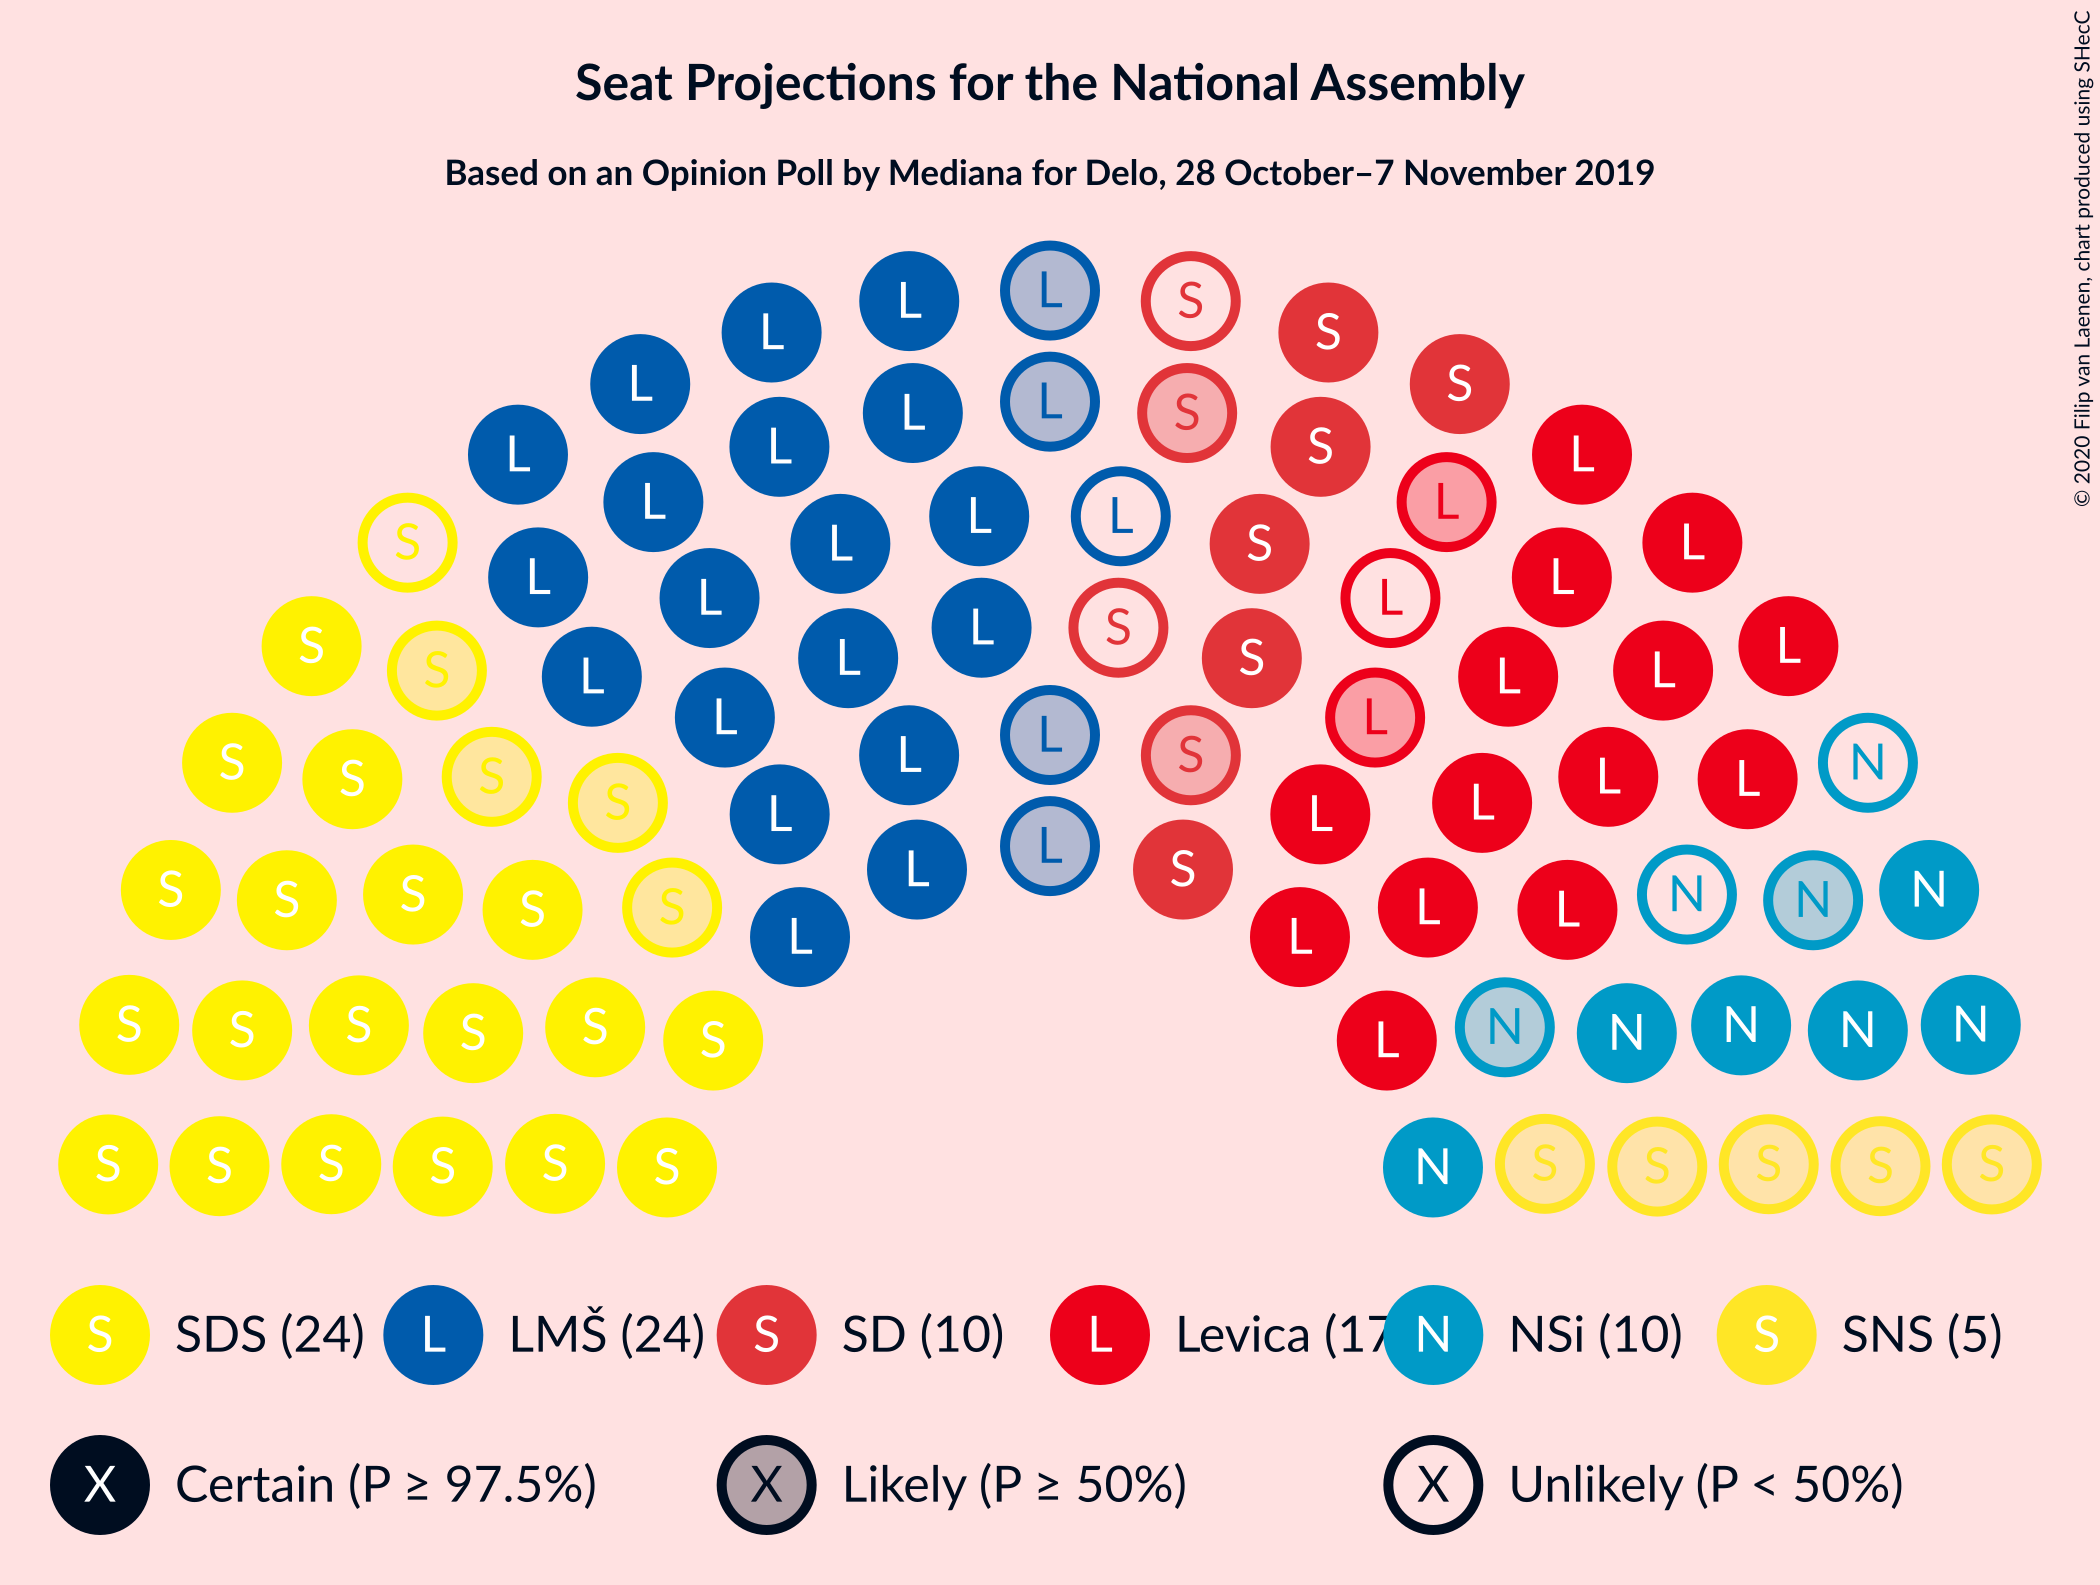 Seat Projections for the National Assembly
Based on an Opinion Poll by Mediana for Delo, 28 October–7 November 2019
© 2020 Filip van Laenen, chart produced using SHecC
L
L L S S
L L S S
L L S S
L L L L
L L L S L
S L L L
L L S S L L
S L L L L
S S L L L L L
S S S L L S L L L L N
S S L L L L
S S S S S L L S L L L N N N
L L
S S S S S S L N N N N N
S S S S S S N S S S S S
S SDS (24) L LMŠ (24) S SD (10) L Levica (17 N NSi (10) S SNS (5)
X Certain (P ≥ 97.5%) X Likely (P ≥ 50%) X Unlikely (P < 50%)